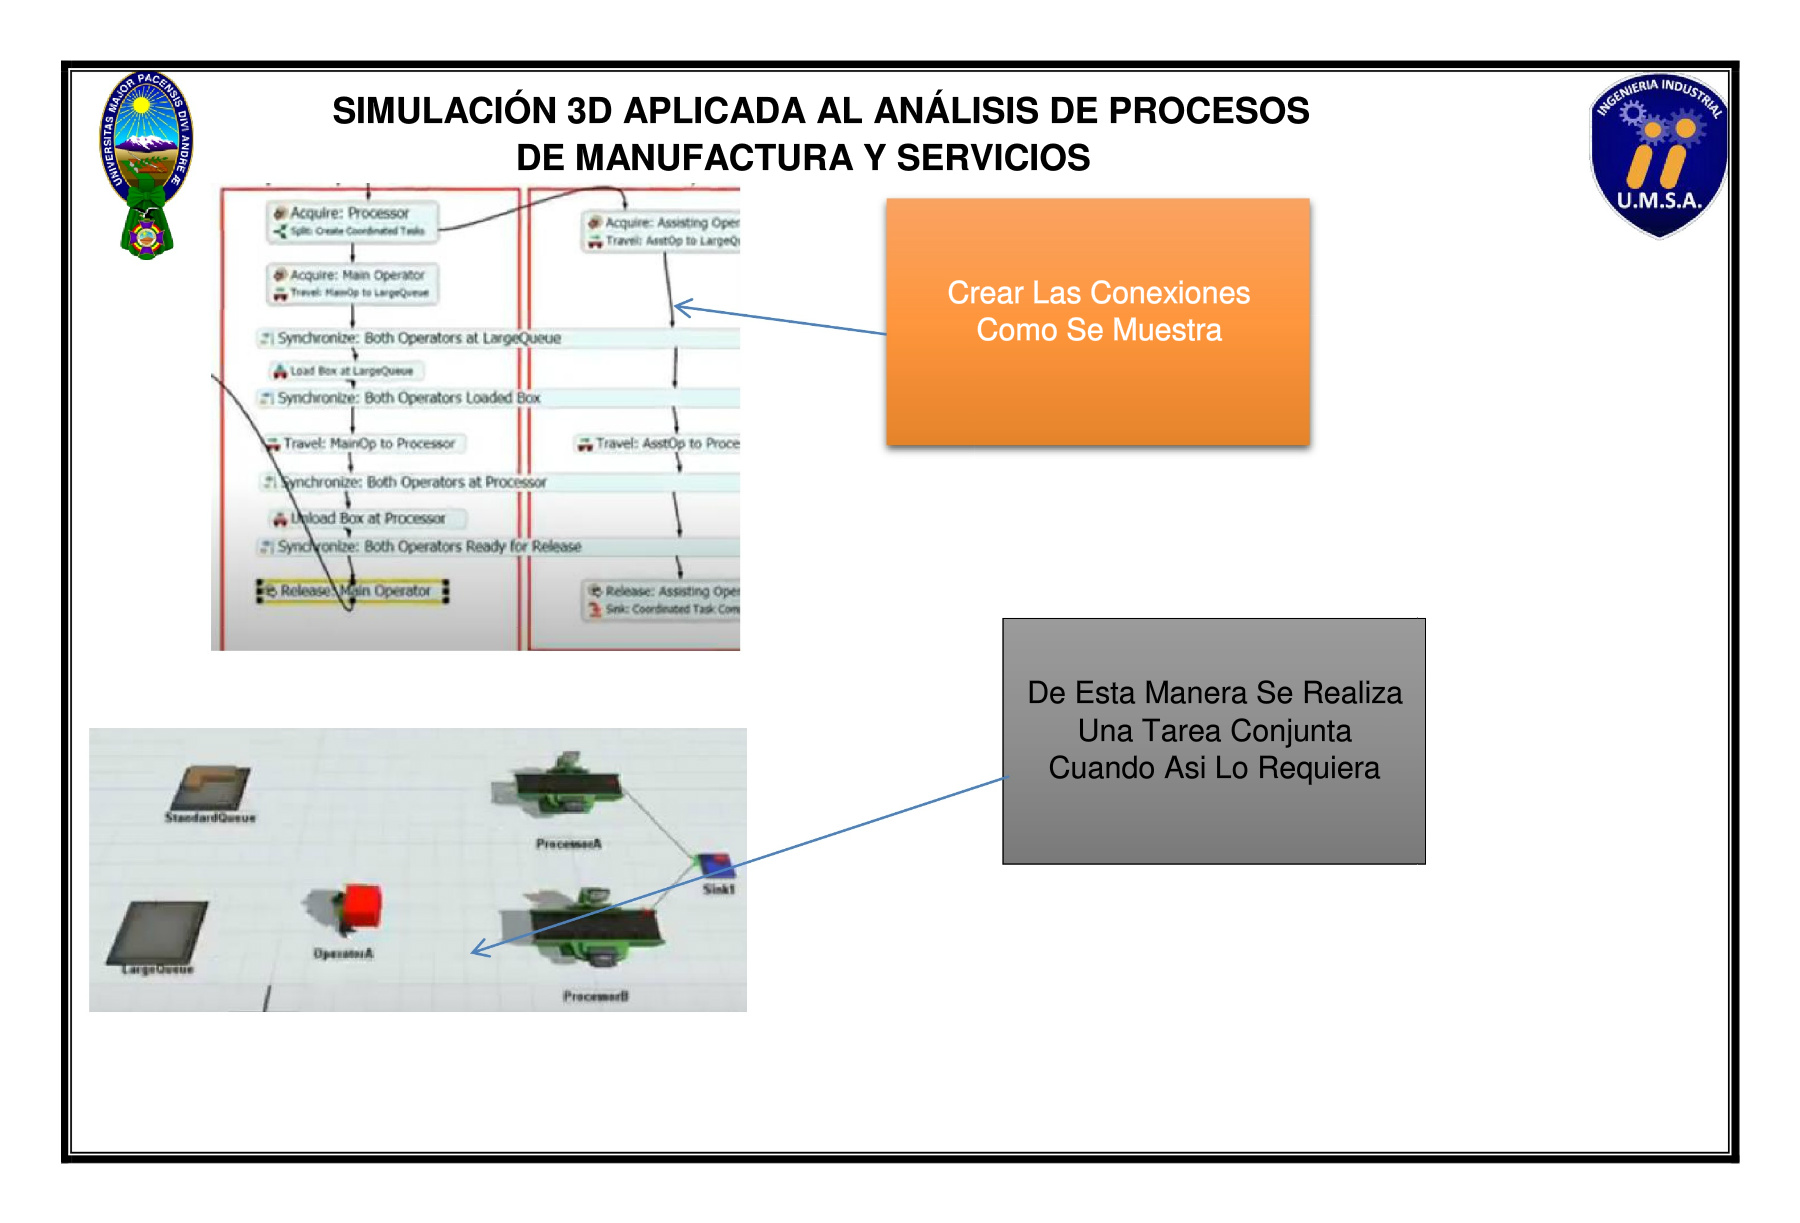 SIMULACIÓN 3D APLICADA AL ANÁLISIS DE PROCESOS
DE MANUFACTURA Y SERVICIOS
UNIVERSITAS MAJOR PACENSIS DIVI ANDRE Æ
INGENIERIA INDUSTRIAL
U.M.S.A.
Acquire: Processor
Split: Create Coordinated Tasks
Acquire: Main Operator
Travel: MainOp to LargeQueue
Synchronize: Both Operators at LargeQueue
Load Box at LargeQueue
Synchronize: Both Operators Loaded Box
Travel: MainOp to Processor
Synchronize: Both Operators at Processor
Unload Box at Processor
Synchronize: Both Operators Ready for Release
Release: Main Operator
Acquire: Assisting Oper
Travel: AsstOp to LargeQu
Travel: AsstOp to Proce
Release: Assisting Oper
Sink: Coordinated Task Com
Crear Las Conexiones
Como Se Muestra
De Esta Manera Se Realiza
Una Tarea Conjunta
Cuando Asi Lo Requiera
StandardQueue
ProcessorA
Sink1
OperatorA
LargeQueue
ProcessorB